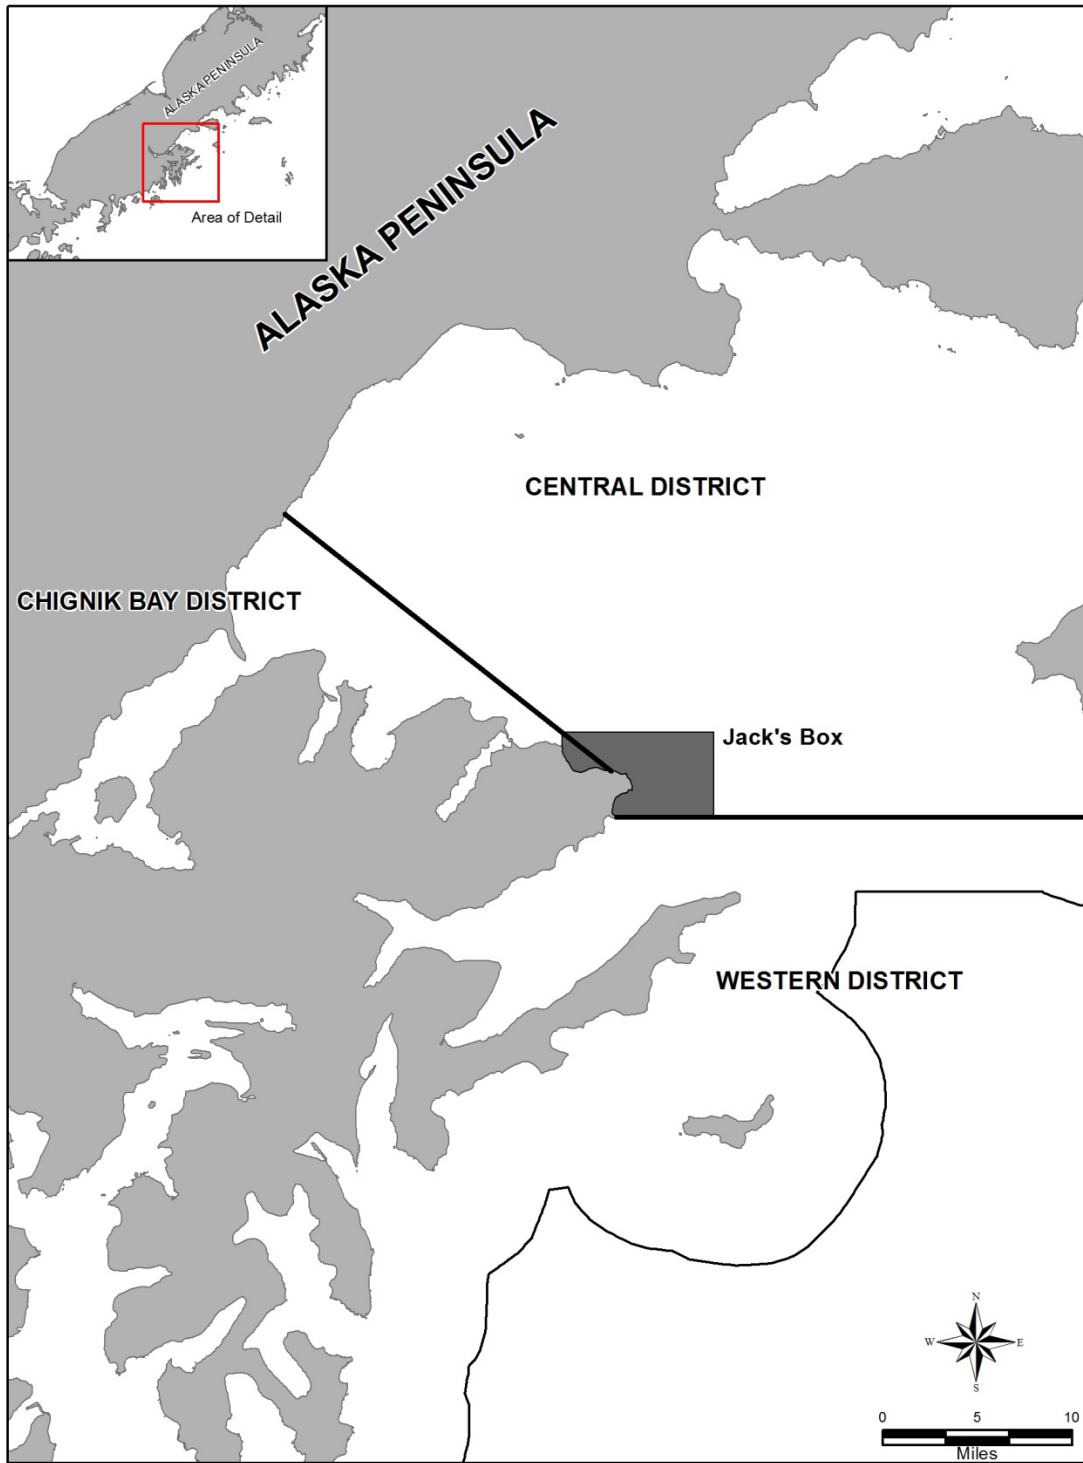 ALASKA PENINSULA
Area of Detail
ALASKA PENINSULA
CENTRAL DISTRICT
CHIGNIK BAY DISTRICT
Jack's Box
WESTERN DISTRICT
N
W E
S
0 5 10
Miles